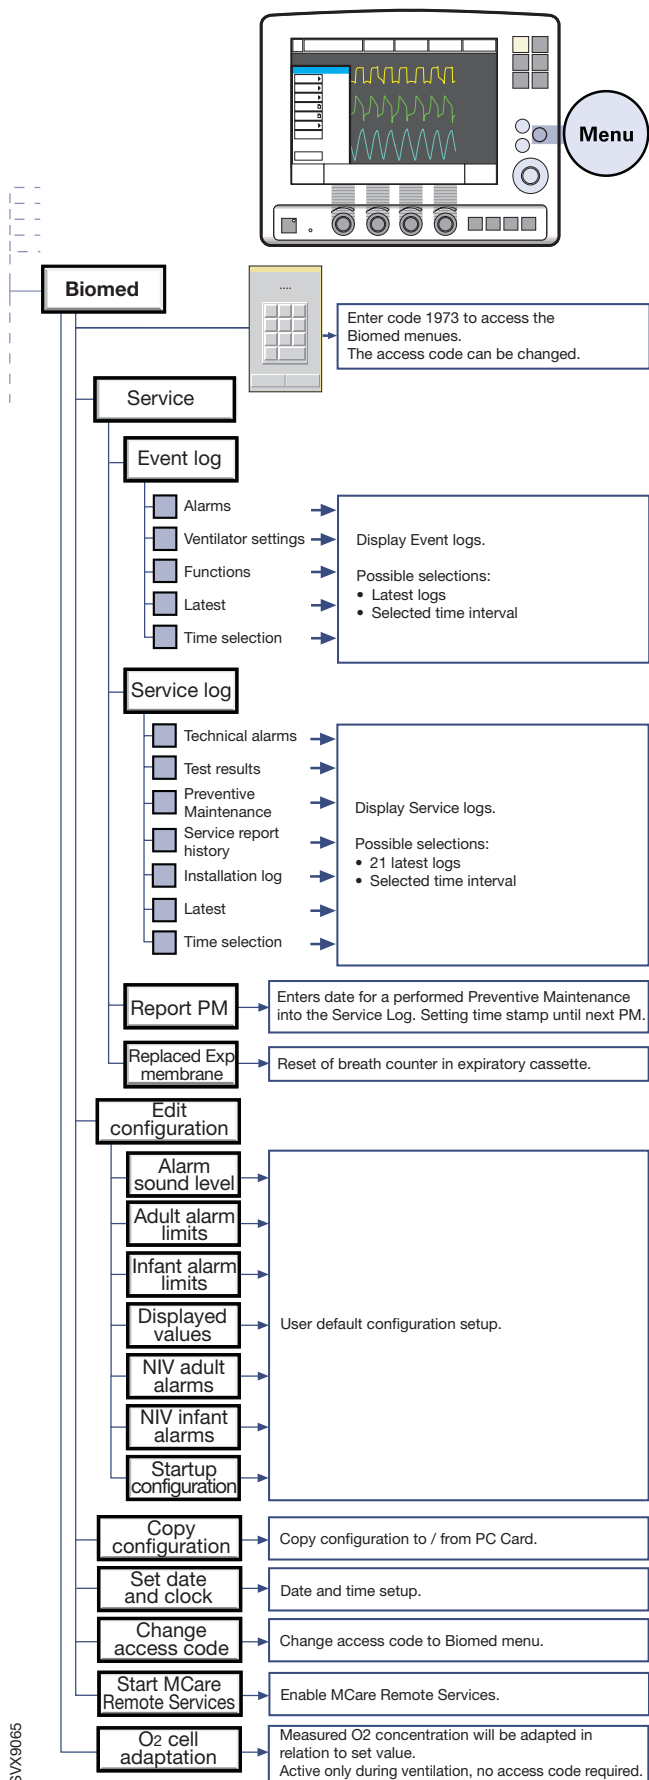 Menu
Biomed
....
Enter code 1973 to access the
Biomed menues.
The access code can be changed.
Service
Event log
Alarms
Ventilator settings
Functions
Latest
Time selection
Display Event logs.
Possible selections:
• Latest logs
• Selected time interval
Service log
Technical alarms
Test results
Preventive
Maintenance
Service report
history
Installation log
Latest
Time selection
Display Service logs.
Possible selections:
• 21 latest logs
• Selected time interval
Report PM
Enters date for a performed Preventive Maintenance
into the Service Log. Setting time stamp until next PM.
Replaced Exp
membrane
Reset of breath counter in expiratory cassette.
Edit
configuration
Alarm
sound level
Adult alarm
limits
Infant alarm
limits
Displayed
values
NIV adult
alarms
NIV infant
alarms
Startup
configuration
User default configuration setup.
Copy
configuration
Copy configuration to / from PC Card.
Set date
and clock
Date and time setup.
Change
access code
Change access code to Biomed menu.
Start MCare
Remote Services
Enable MCare Remote Services.
O2 cell
adaptation
Measured O2 concentration will be adapted in
relation to set value.
Active only during ventilation, no access code required.
SVX9065